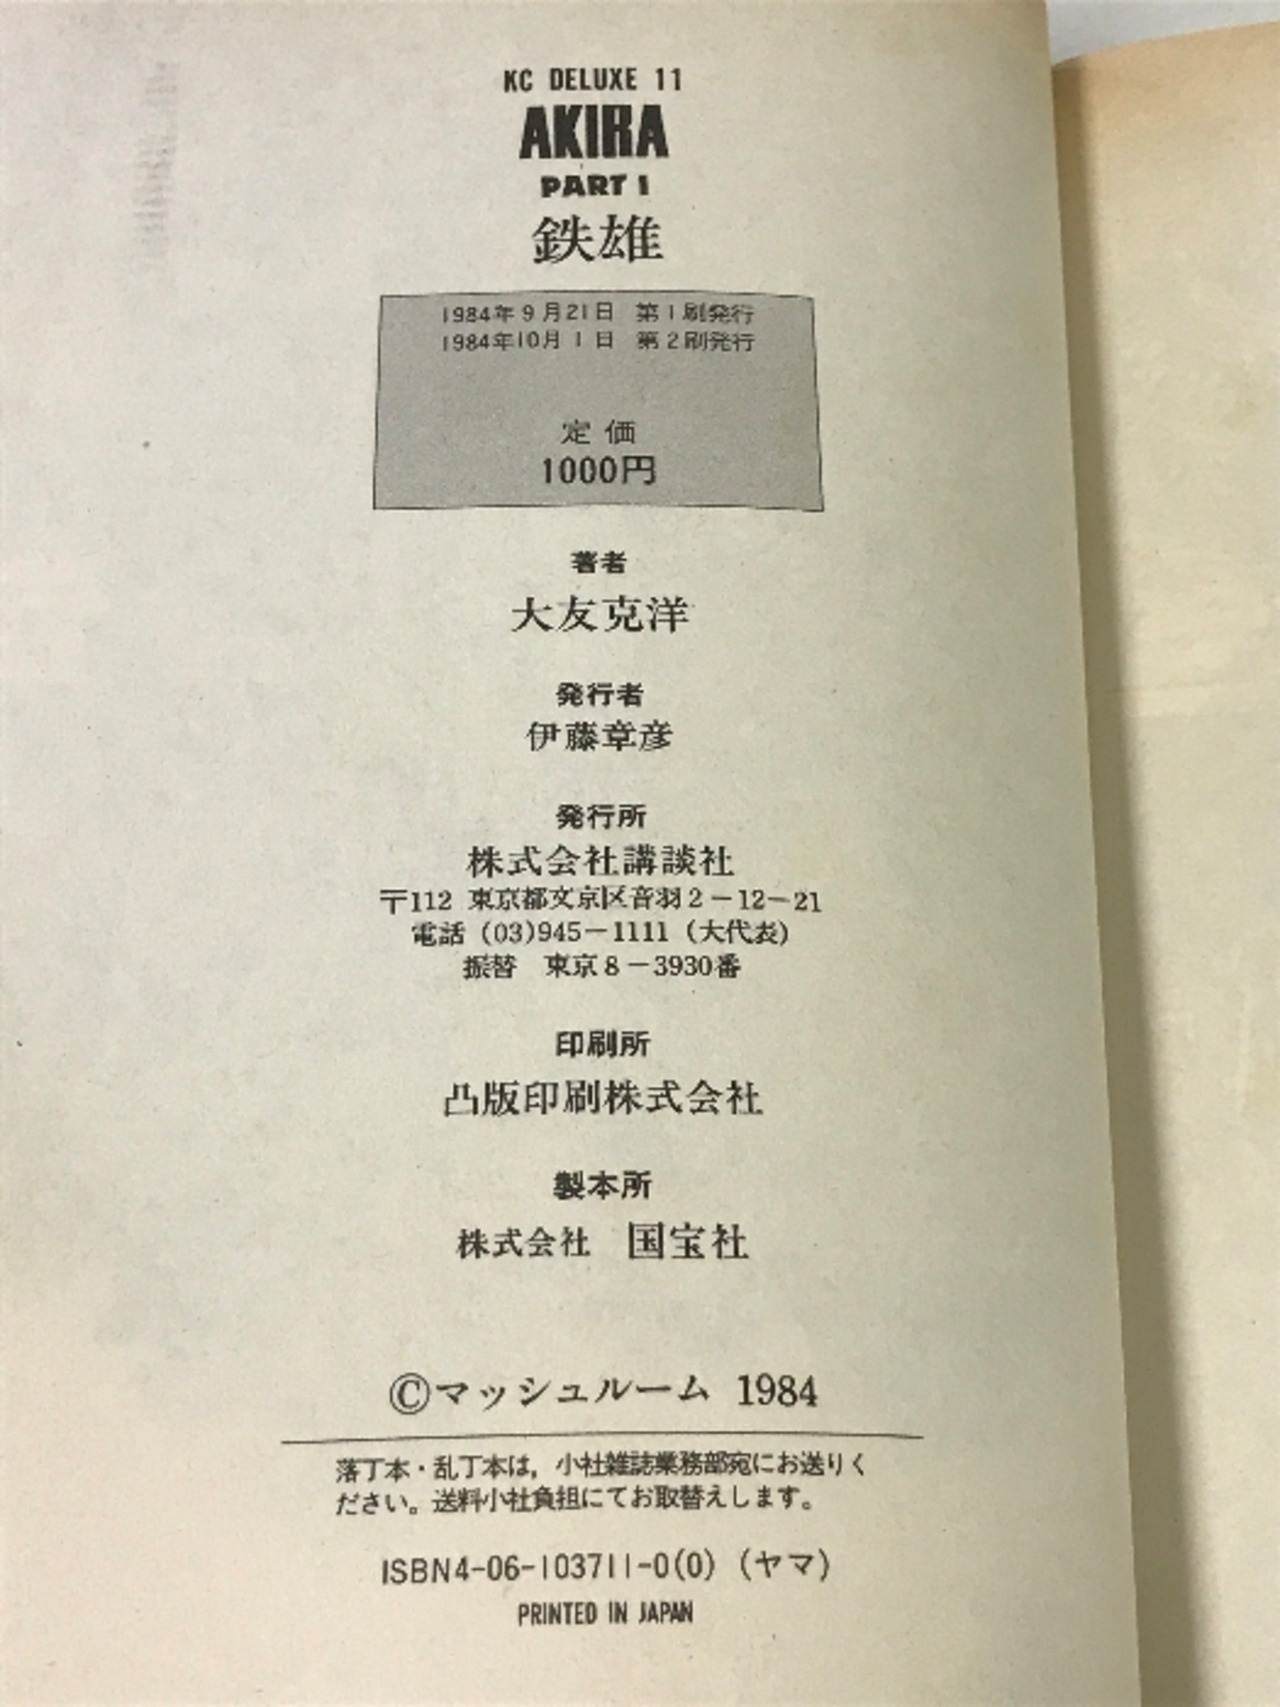 KC DELUXE 11
AKIRA
PART 1
鉄雄
1984年9月21日 第1刷発行
1984年10月1日 第2刷発行
定価
1000円
著者
大友克洋
発行者
伊藤章彦
発行所
株式会社講談社
〒112 東京都文京区音羽2-12-21
電話 (03)945-1111 (大代表)
振替 東京8-3930番
印刷所
凸版印刷株式会社
製本所
株式会社 国宝社
©マッシュルーム 1984
落丁本・乱丁本は，小社雑誌業務部宛にお送りく
ださい。送料小社負担にてお取替えします。
ISBN4-06-103711-0(0) (ヤマ)
PRINTED IN JAPAN